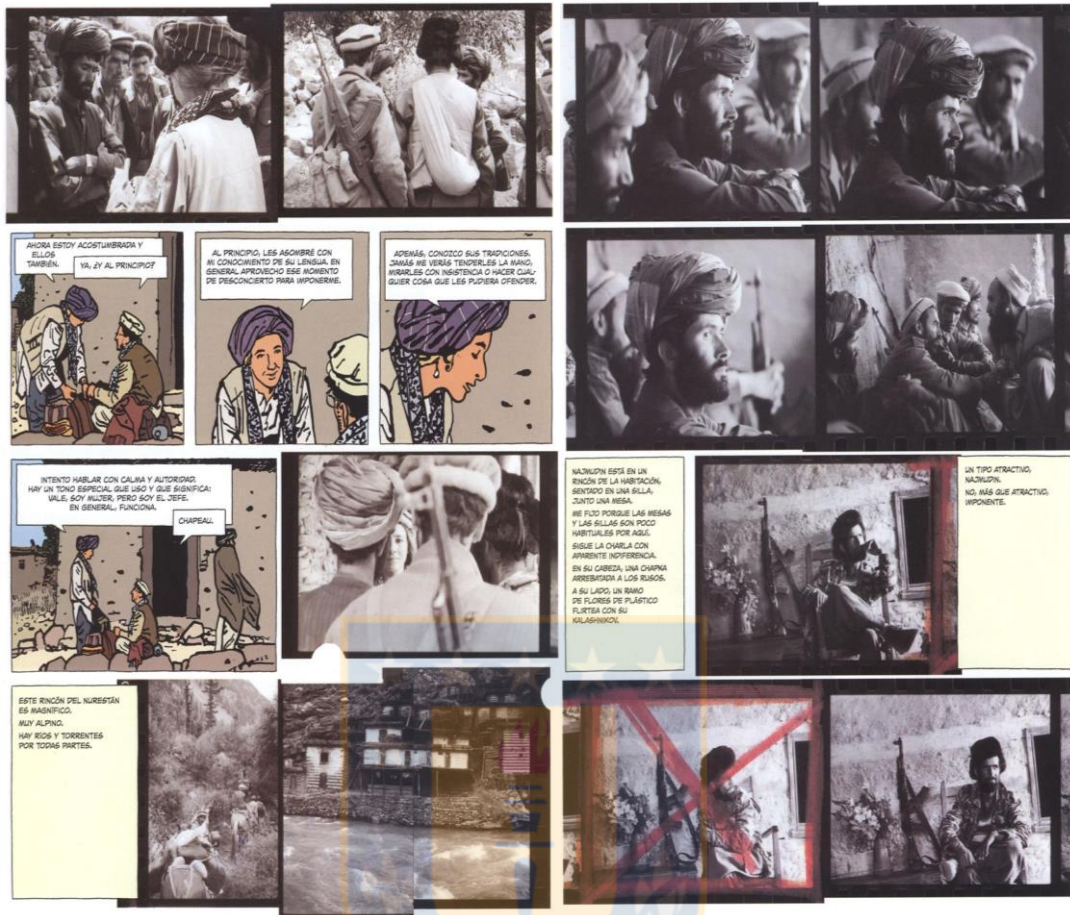 AHORA ESTOY ACOSTUMBRADA Y
ELLOS
TAMBIÉN.
YA, ¿Y AL PRINCIPIO?
AL PRINCIPIO, LES ASOMBRÉ CON
MI CONOCIMIENTO DE SU LENGUA. EN
GENERAL APROVECHO ESE MOMENTO
DE DESCONCIERTO PARA IMPONERME.
ADEMÁS, CONOZCO SUS TRADICIONES.
JAMÁS ME VERÁS TENDERLES LA MANO,
MIRARLES CON INSISTENCIA O HACER CUAL-
QUIER COSA QUE LES PUDIERA OFENDER.
INTENTO HABLAR CON CALMA Y AUTORIDAD.
HAY UN TONO ESPECIAL QUE USO Y QUE SIGNIFICA:
VALE, SOY MUJER, PERO SOY EL JEFE.
EN GENERAL, FUNCIONA.
CHAPEAU.
ESTE RINCÓN DEL NURESTÁN
ES MAGNÍFICO.
MUY ALPINO.
HAY RÍOS Y TORRENTES
POR TODAS PARTES.
NAJMUDIN ESTÁ EN UN
RINCÓN DE LA HABITACIÓN,
SENTADO EN UNA SILLA,
JUNTO UNA MESA.
ME FIJO PORQUE LAS MESAS
Y LAS SILLAS SON POCO
HABITUALES POR AQUÍ.
SIGUE LA CHARLA CON
APARENTE INDIFERENCIA.
EN SU CABEZA, UNA CHAPKA
ARREBATADA A LOS RUSOS.
A SU LADO, UN RAMO
DE FLORES DE PLÁSTICO
FLIRTEA CON SU
KALASHNIKOV.
UN TIPO ATRACTIVO,
NAJMUDIN.
NO, MÁS QUE ATRACTIVO,
IMPONENTE.